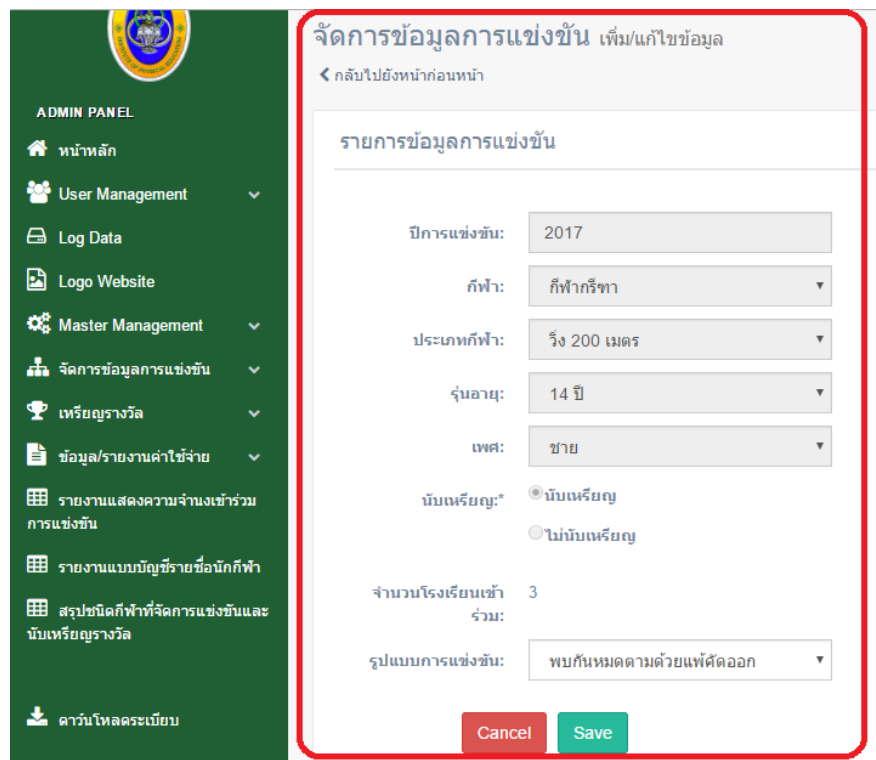 ADMIN PANEL
หน้าหลัก
User Management
Log Data
Logo Website
Master Management
จัดการข้อมูลการแข่งขัน
เหรียญรางวัล
ข้อมูล/รายงานค่าใช้จ่าย
รายงานแสดงความจำนงเข้าร่วม
การแข่งขัน
รายงานแบบบัญชีรายชื่อนักกีฬา
สรุปชนิดกีฬาที่จัดการแข่งขันและ
นับเหรียญรางวัล
ดาวน์โหลดระเบียบ
จัดการข้อมูลการแข่งขัน เพิ่ม/แก้ไขข้อมูล
กลับไปยังหน้าก่อนหน้า
รายการข้อมูลการแข่งขัน
ปีการแข่งขัน: 2017
กีฬา: กีฬากรีฑา
ประเภทกีฬา: วิ่ง 200 เมตร
รุ่นอายุ: 14 ปี
เพศ: ชาย
นับเหรียญ:* นับเหรียญ
ไม่นับเหรียญ
จำนวนโรงเรียนเข้า 3
ร่วม:
รูปแบบการแข่งขัน: พบกันหมดตามด้วยแพ้คัดออก
Cancel Save